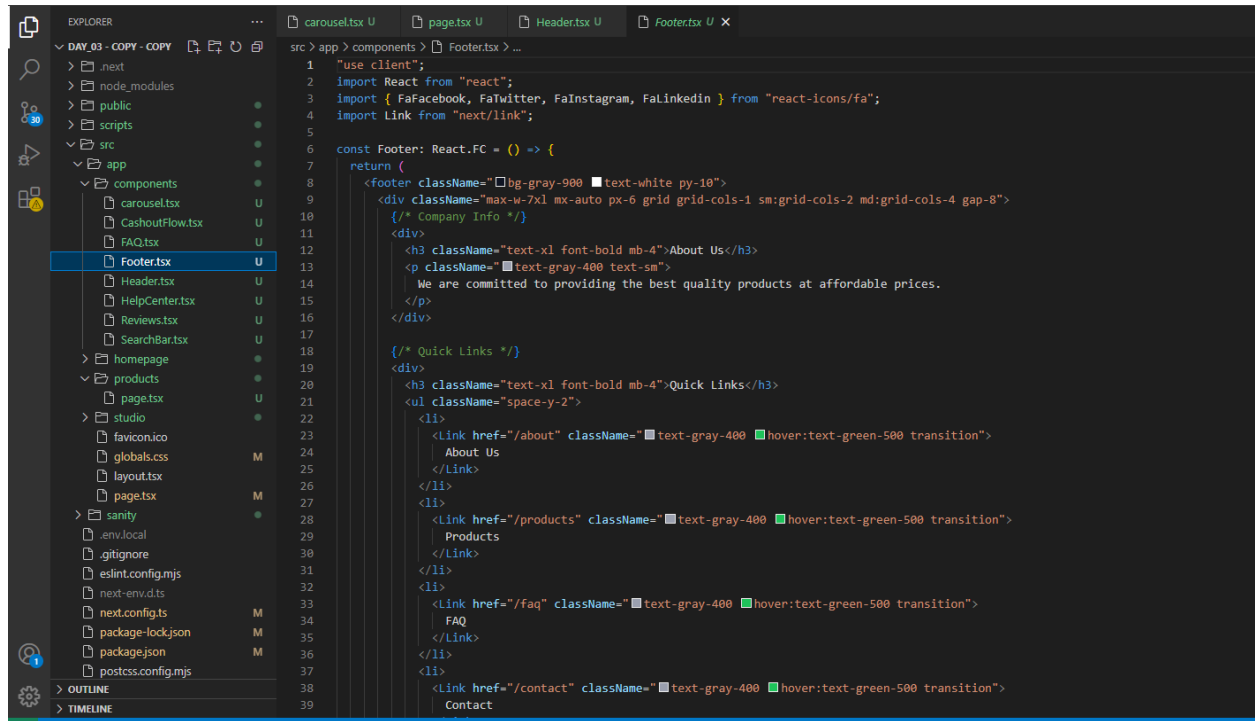 EXPLORER
DAY_03 - COPY - COPY
.next
node_modules
public
scripts
src
app
components
carousel.tsx U
CashoutFlow.tsx U
FAQ.tsx U
Footer.tsx U
Header.tsx U
HelpCenter.tsx U
Reviews.tsx U
SearchBar.tsx U
homepage
products
page.tsx U
studio
favicon.ico
globals.css M
layout.tsx
page.tsx M
sanity
.env.local
.gitignore
eslint.config.mjs
next-env.d.ts
next.config.ts M
package-lock.json M
package.json M
postcss.config.mjs
OUTLINE
TIMELINE
30
1
carousel.tsx U page.tsx U Header.tsx U Footer.tsx U
src > app > components > Footer.tsx > ...
1 "use client";
2 import React from "react";
3 import { FaFacebook, FaTwitter, FaInstagram, FaLinkedin } from "react-icons/fa";
4 import Link from "next/link";
5
6 const Footer: React.FC = () => {
7 return (
8 <footer className="bg-gray-900 text-white py-10">
9 <div className="max-w-7xl mx-auto px-6 grid grid-cols-1 sm:grid-cols-2 md:grid-cols-4 gap-8">
10 {/* Company Info */}
11 <div>
12 <h3 className="text-xl font-bold mb-4">About Us</h3>
13 <p className="text-gray-400 text-sm">
14 We are committed to providing the best quality products at affordable prices.
15 </p>
16 </div>
17
18 {/* Quick Links */}
19 <div>
20 <h3 className="text-xl font-bold mb-4">Quick Links</h3>
21 <ul className="space-y-2">
22 <li>
23 <Link href="/about" className="text-gray-400 hover:text-green-500 transition">
24 About Us
25 </Link>
26 </li>
27 <li>
28 <Link href="/products" className="text-gray-400 hover:text-green-500 transition">
29 Products
30 </Link>
31 </li>
32 <li>
33 <Link href="/faq" className="text-gray-400 hover:text-green-500 transition">
34 FAQ
35 </Link>
36 </li>
37 <li>
38 <Link href="/contact" className="text-gray-400 hover:text-green-500 transition">
39 Contact